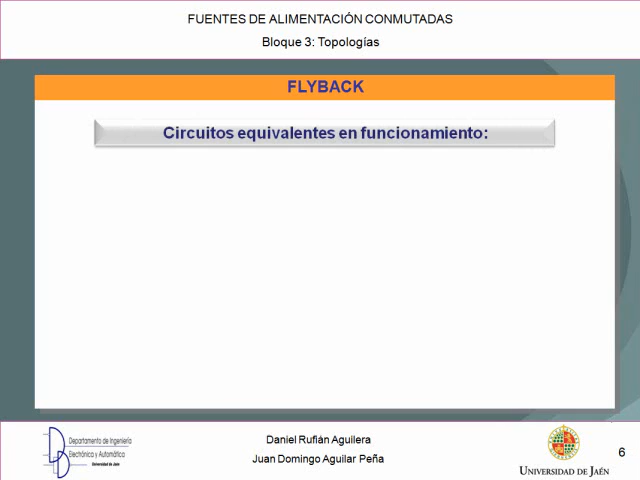 FUENTES DE ALIMENTACIÓN CONMUTADAS
Bloque 3: Topologías
FLYBACK
Circuitos equivalentes en funcionamiento:
Departamento de Ingeniería
Electrónica y Automática
Universidad de Jaén
Daniel Rufián Aguilera
Juan Domingo Aguilar Peña
UNIVERSIDAD DE JAÉN
6